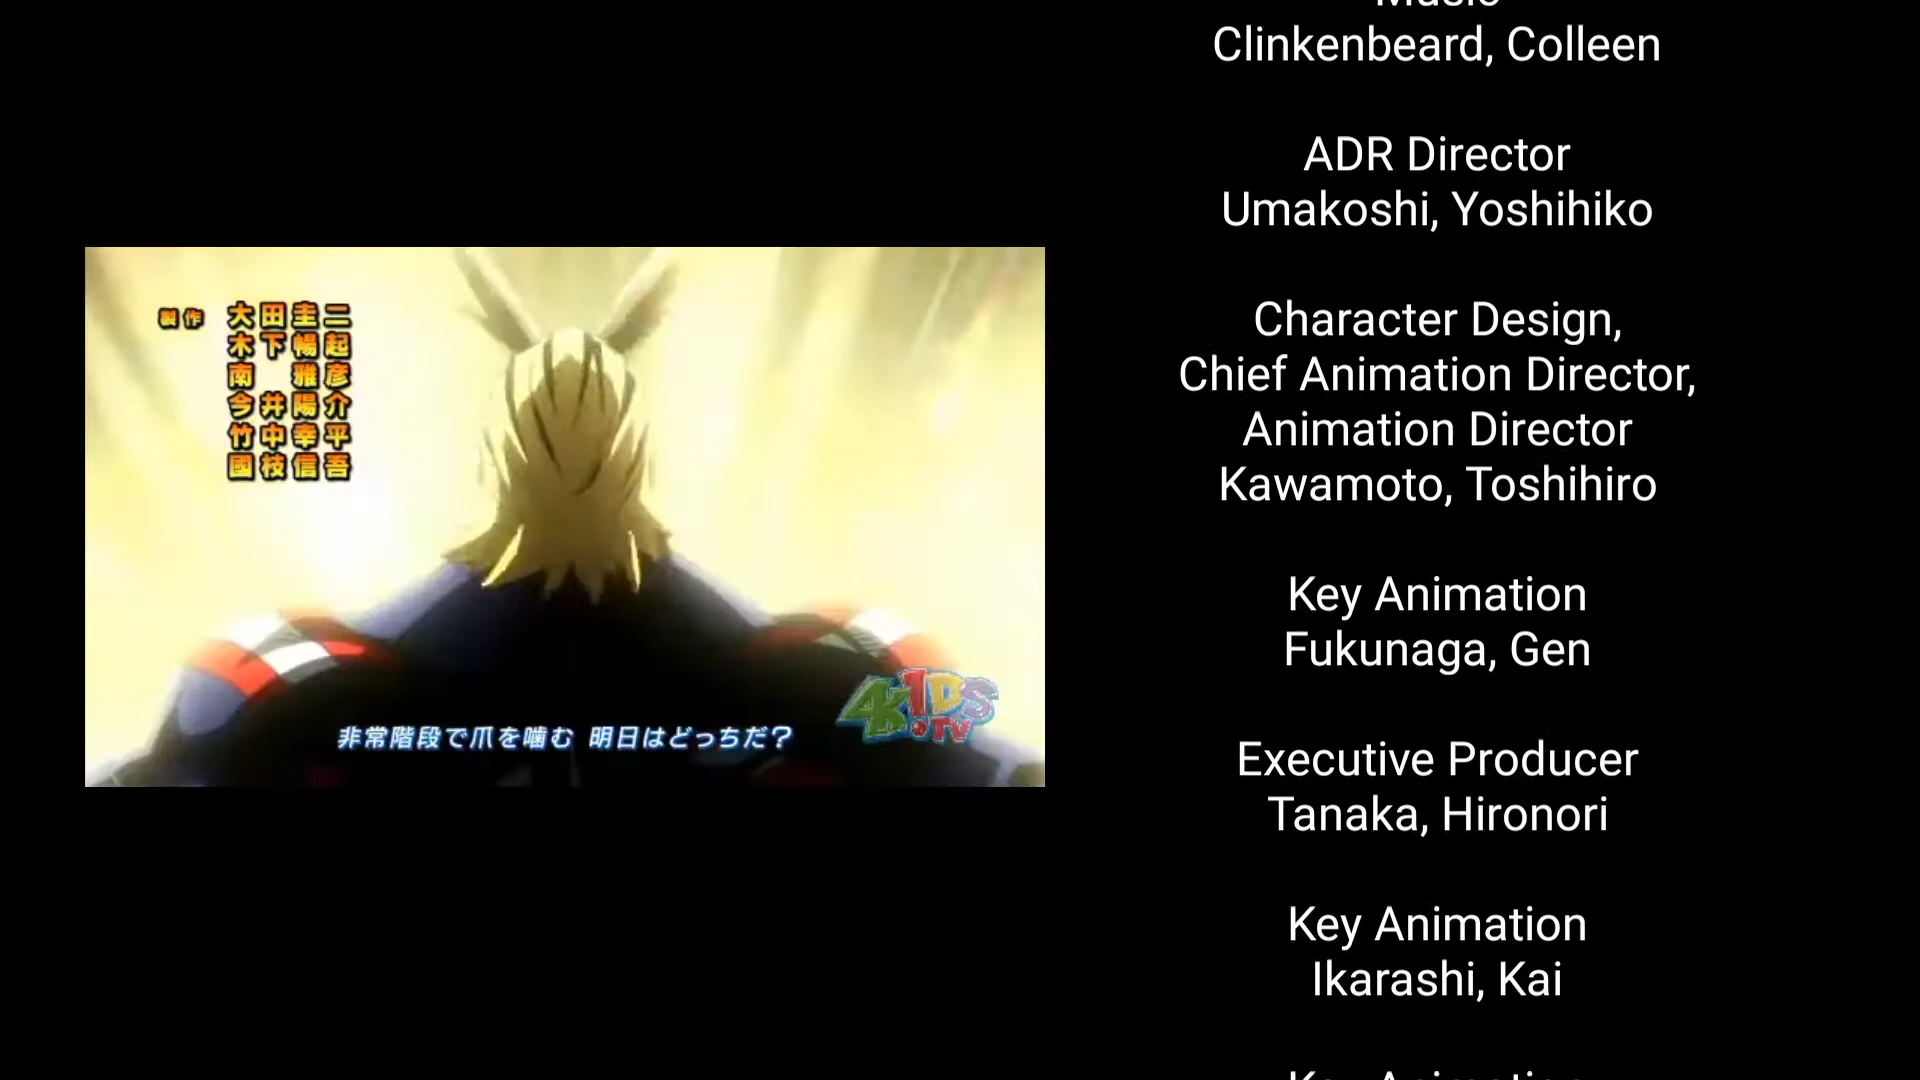 製作 大田圭二
木下暢起
南 雅彦
今井陽介
竹中幸平
國枝信吾
非常階段で爪を噛む 明日はどっちだ?
4KIDS.TV
Music
Clinkenbeard, Colleen
ADR Director
Umakoshi, Yoshihiko
Character Design,
Chief Animation Director,
Animation Director
Kawamoto, Toshihiro
Key Animation
Fukunaga, Gen
Executive Producer
Tanaka, Hironori
Key Animation
Ikarashi, Kai
Key Animation